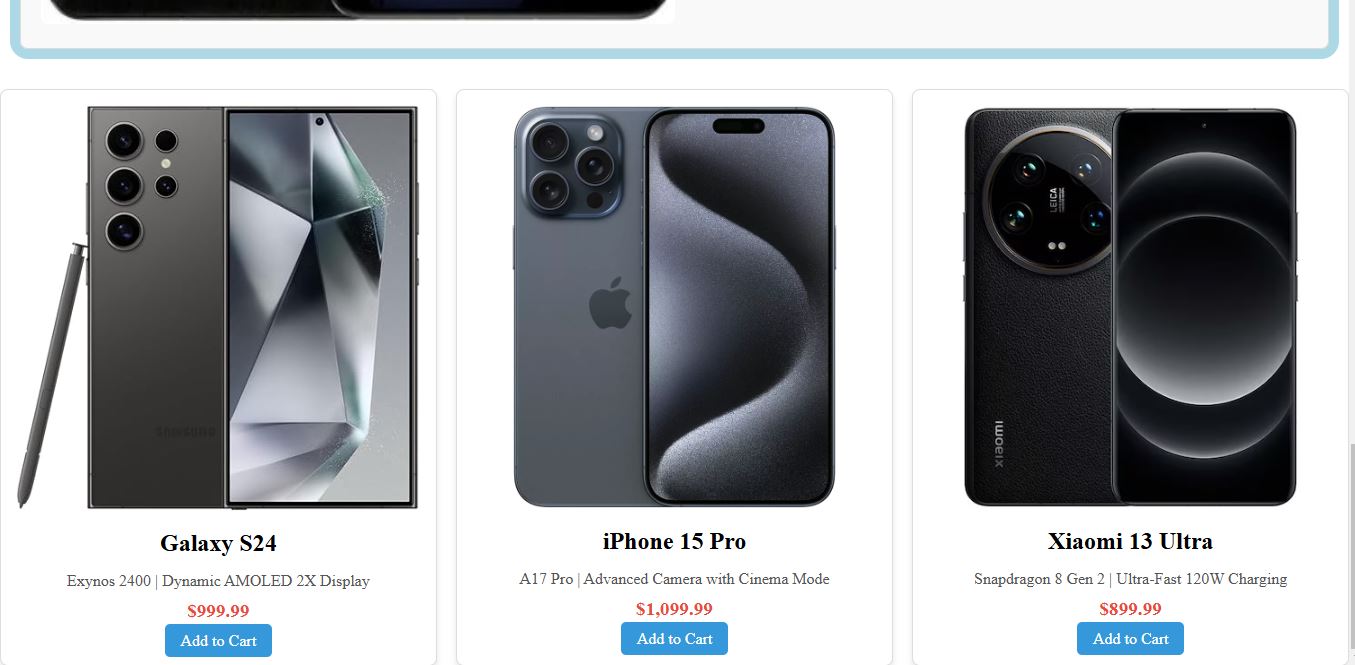 LEICA
SAMSUNG
xiaomi
Galaxy S24
Exynos 2400 | Dynamic AMOLED 2X Display
$999.99
Add to Cart
iPhone 15 Pro
A17 Pro | Advanced Camera with Cinema Mode
$1,099.99
Add to Cart
Xiaomi 13 Ultra
Snapdragon 8 Gen 2 | Ultra-Fast 120W Charging
$899.99
Add to Cart